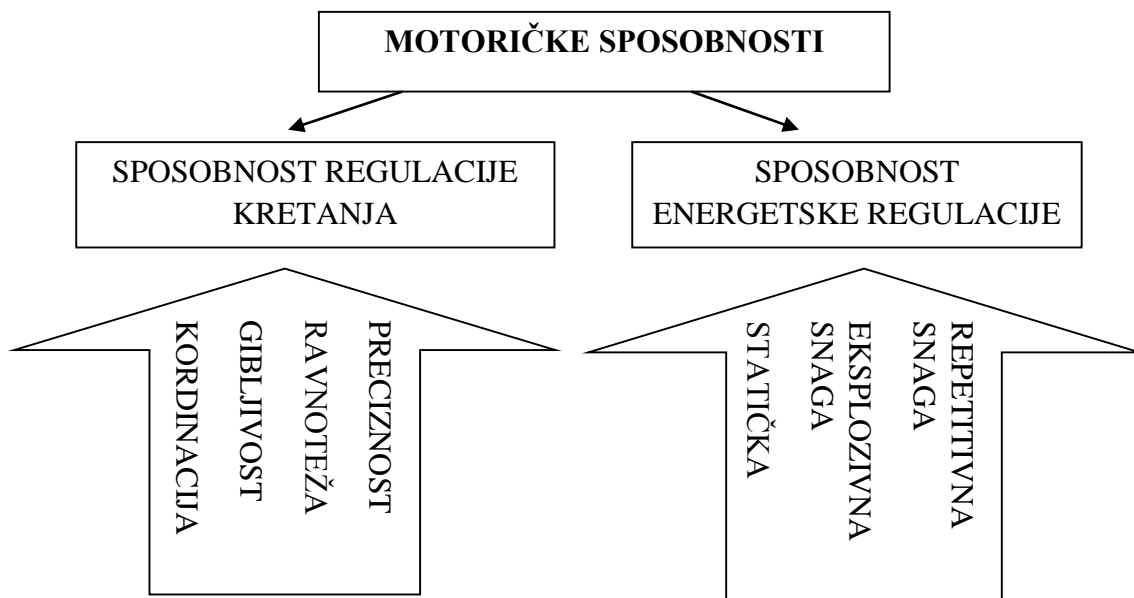 MOTORIČKE SPOSOBNOSTI
SPOSOBNOST REGULACIJE
KRETANJA
SPOSOBNOST
ENERGETSKE REGULACIJE
KORDINACIJA
GIBLJIVOST
RAVNOTEŽA
PRECIZNOST
STATIČKA
EKSPLOZIVNA
SNAGA
REPETITIVNA
SNAGA